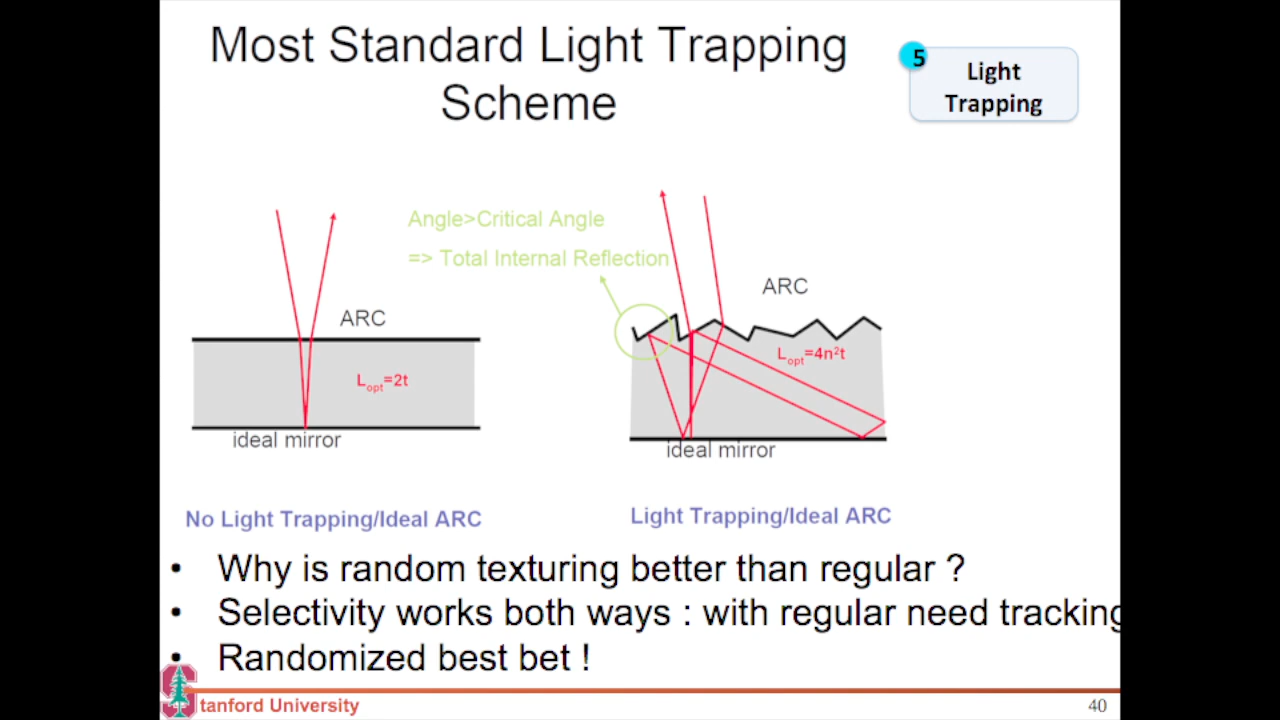 Most Standard Light Trapping
Scheme
5
Light
Trapping
Angle>Critical Angle
=> Total Internal Reflection
ARC
ARC
Lopt=2t
Lopt=4n²t
ideal mirror
ideal mirror
No Light Trapping/Ideal ARC
Light Trapping/Ideal ARC
• Why is random texturing better than regular ?
• Selectivity works both ways : with regular need tracking
• Randomized best bet !
Stanford University
40